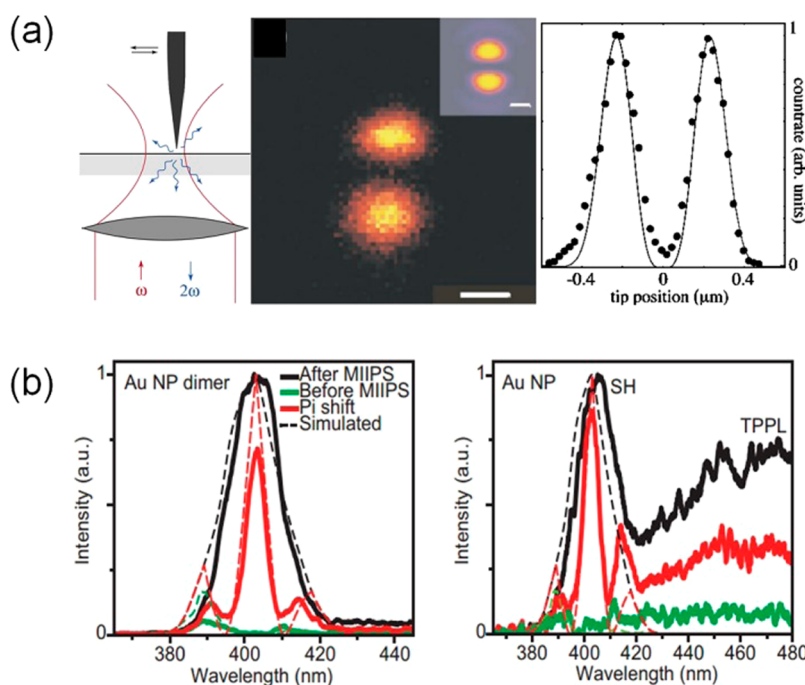 (a)
ω
2ω
1
countrate (arb. units)
0
-0.4
0
0.4
tip position (μm)
(b)
1
Au NP dimer
After MIIPS
Before MIIPS
Pi shift
Simulated
Intensity (a.u.)
0
380
400
420
440
Wavelength (nm)
1
Au NP
SH
TPPL
Intensity (a.u.)
0
360
380
400
420
440
460
480
Wavelength (nm)